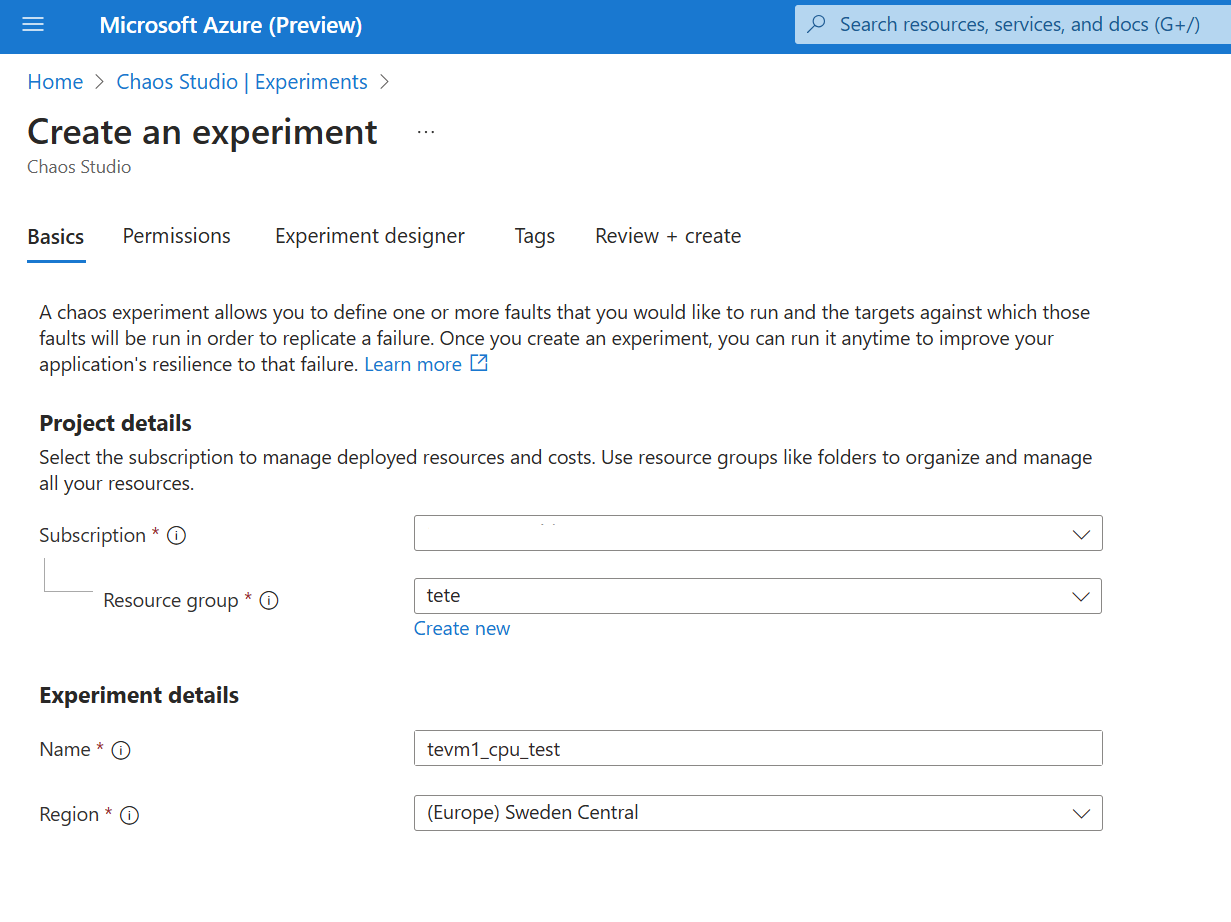 Microsoft Azure (Preview)
Search resources, services, and docs (G+/)
Home > Chaos Studio | Experiments >
Create an experiment ...
Chaos Studio
Basics Permissions Experiment designer Tags Review + create
A chaos experiment allows you to define one or more faults that you would like to run and the targets against which those
faults will be run in order to replicate a failure. Once you create an experiment, you can run it anytime to improve your
application's resilience to that failure. Learn more
Project details
Select the subscription to manage deployed resources and costs. Use resource groups like folders to organize and manage
all your resources.
Subscription *
Resource group * tete
Create new
Experiment details
Name * tevm1_cpu_test
Region * (Europe) Sweden Central